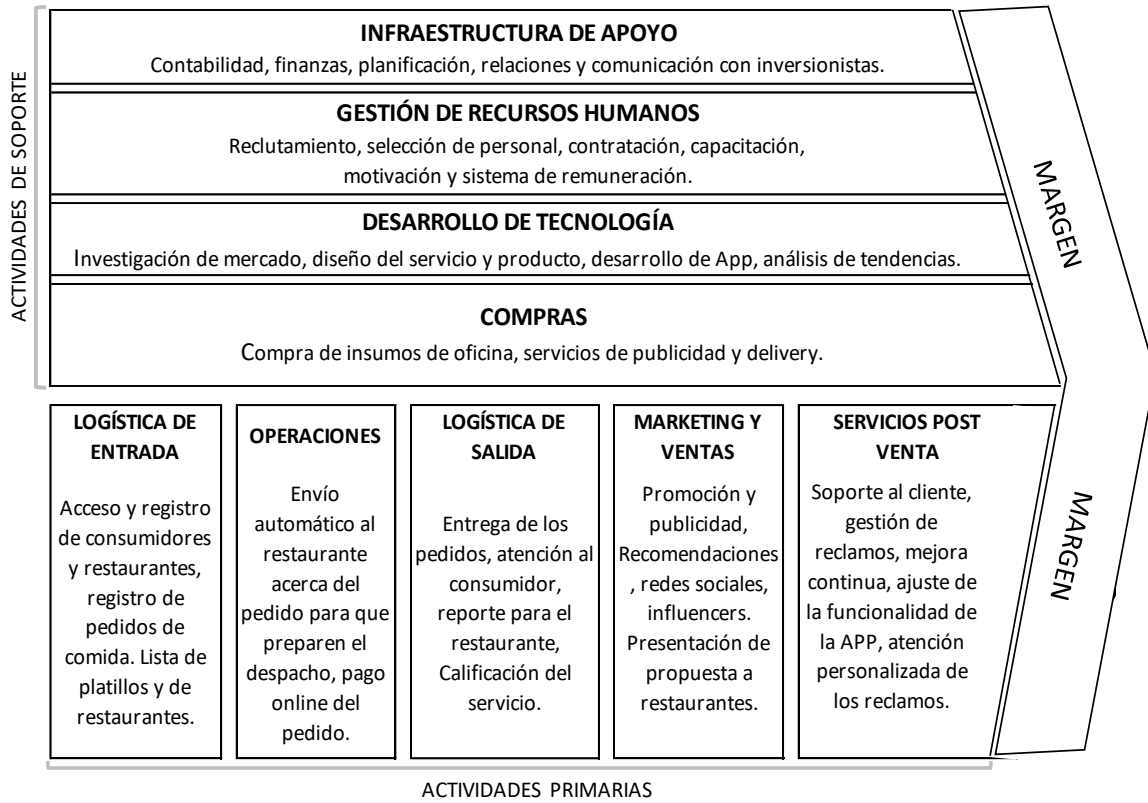 ACTIVIDADES DE SOPORTE
INFRAESTRUCTURA DE APOYO
Contabilidad, finanzas, planificación, relaciones y comunicación con inversionistas.
GESTIÓN DE RECURSOS HUMANOS
Reclutamiento, selección de personal, contratación, capacitación,
motivación y sistema de remuneración.
DESARROLLO DE TECNOLOGÍA
Investigación de mercado, diseño del servicio y producto, desarrollo de App, análisis de tendencias.
COMPRAS
Compra de insumos de oficina, servicios de publicidad y delivery.
MARGEN
LOGÍSTICA DE
ENTRADA
Acceso y registro
de consumidores
y restaurantes,
registro de
pedidos de
comida. Lista de
platillos y de
restaurantes.
OPERACIONES
Envío
automático al
restaurante
acerca del
pedido para que
preparen el
despacho, pago
online del
pedido.
LOGÍSTICA DE
SALIDA
Entrega de los
pedidos, atención al
consumidor,
reporte para el
restaurante,
Calificación del
servicio.
MARKETING Y
VENTAS
Promoción y
publicidad,
Recomendaciones
, redes sociales,
influencers.
Presentación de
propuesta a
restaurantes.
SERVICIOS POST
VENTA
Soporte al cliente,
gestión de
reclamos, mejora
continua, ajuste de
la funcionalidad de
la APP, atención
personalizada de
los reclamos.
MARGEN
ACTIVIDADES PRIMARIAS